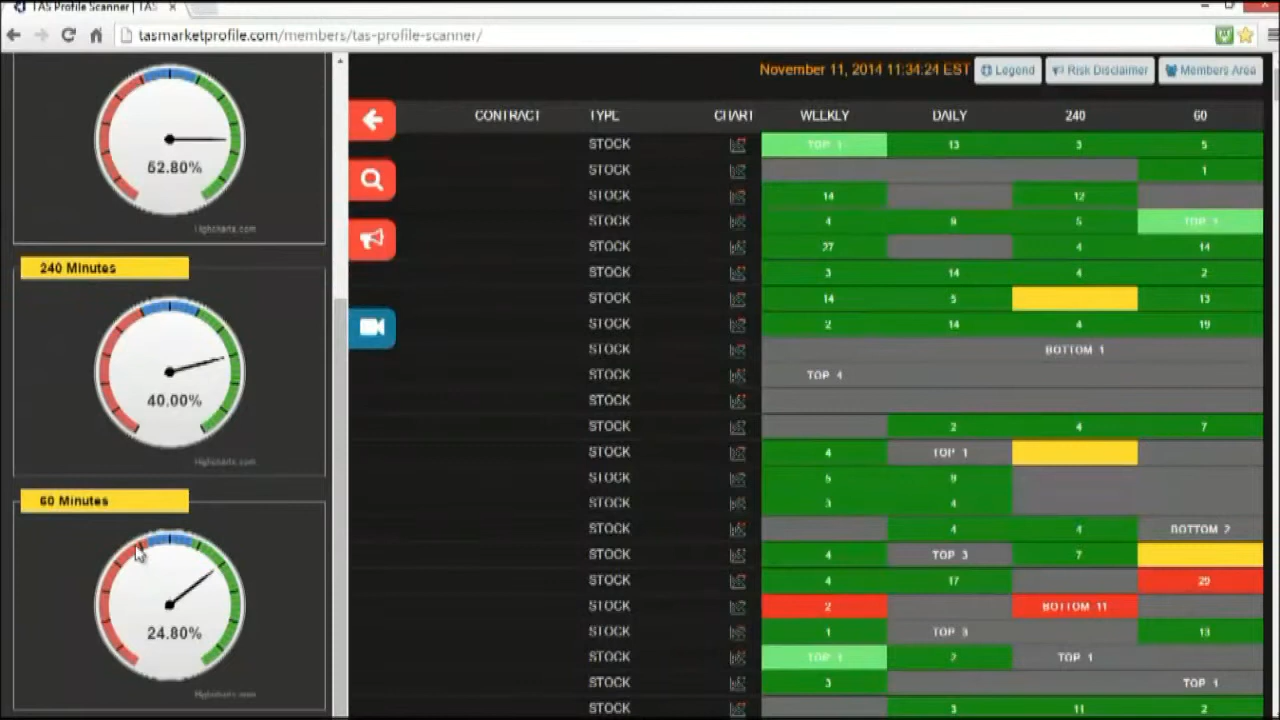 TAS Profile Scanner | TAS
tasmarketprofile.com/members/tas-profile-scanner/
November 11, 2014 11:34:24 EST Legend Risk Disclaimer Members Area
52.80%
Highcharts.com
240 Minutes
40.00%
Highcharts.com
60 Minutes
24.80%
Highcharts.com
CONTRACT TYPE CHART WEEKLY DAILY 240 60
STOCK TOP 1 13 3 5
STOCK 1
STOCK 14 12
STOCK 4 9 5 TOP
STOCK 27 4 14
STOCK 3 14 4 2
STOCK 14 5 13
STOCK 2 14 4 19
STOCK BOTTOM 1
STOCK TOP 4
STOCK
STOCK 2 4 7
STOCK 4 TOP 1
STOCK 5 9
STOCK 3 4
STOCK 4 4 BOTTOM 2
STOCK 4 TOP 3 7
STOCK 4 17 29
STOCK 2 BOTTOM 11
STOCK 1 TOP 3 13
STOCK TOP 1 2 TOP 1
STOCK 3 TOP 1
STOCK 3 11 2